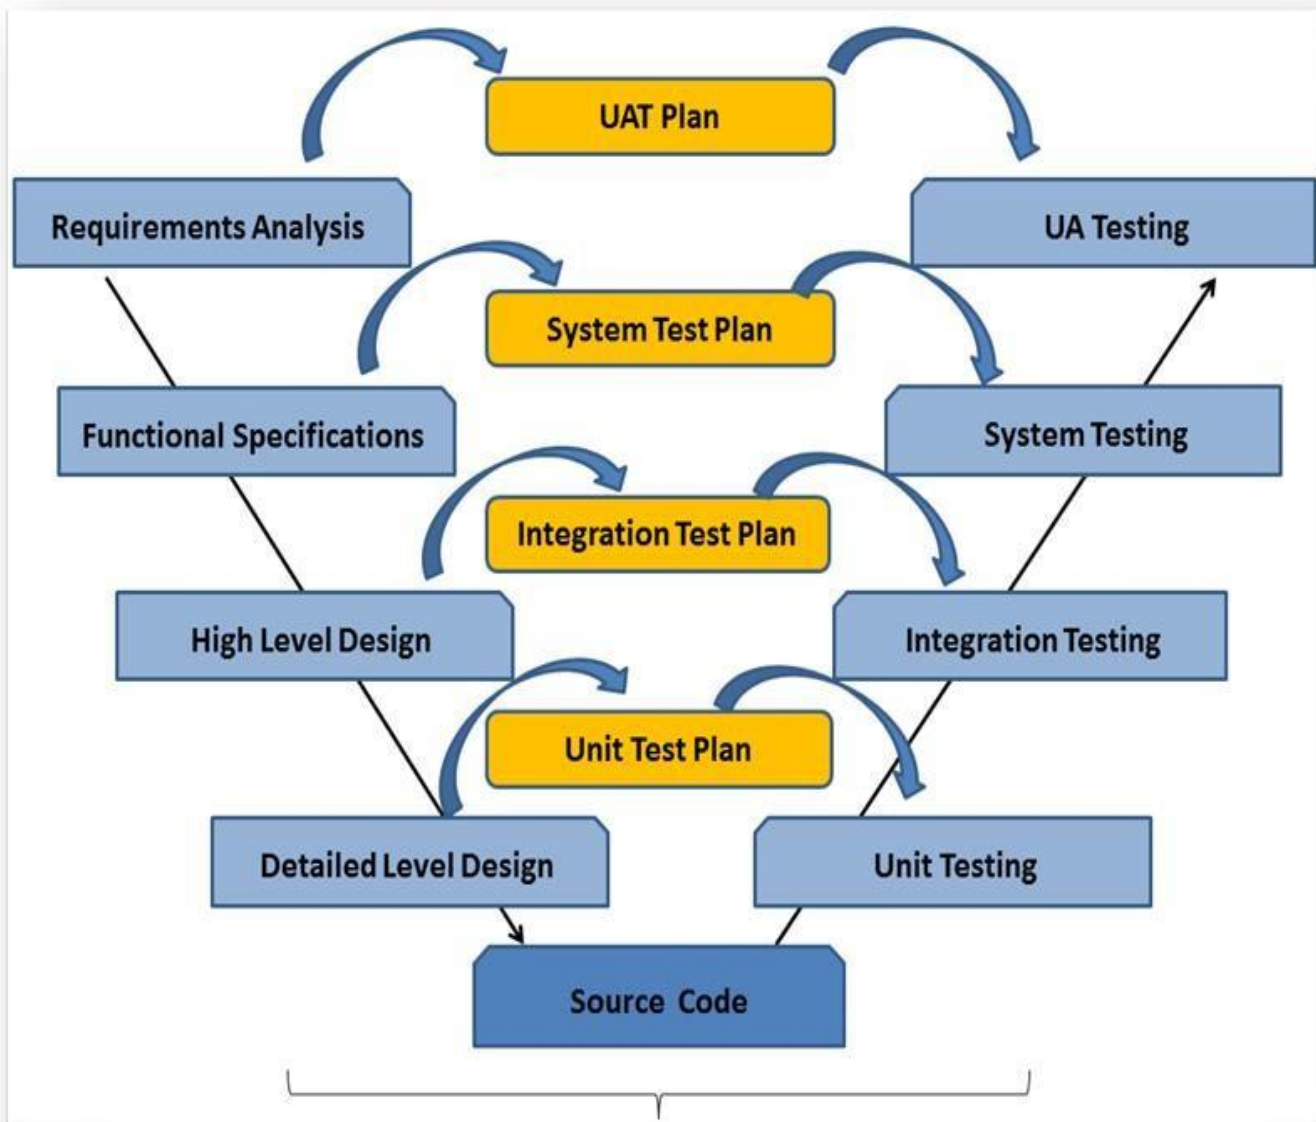 UAT Plan
Requirements Analysis
UA Testing
System Test Plan
Functional Specifications
System Testing
Integration Test Plan
High Level Design
Integration Testing
Unit Test Plan
Detailed Level Design
Unit Testing
Source Code